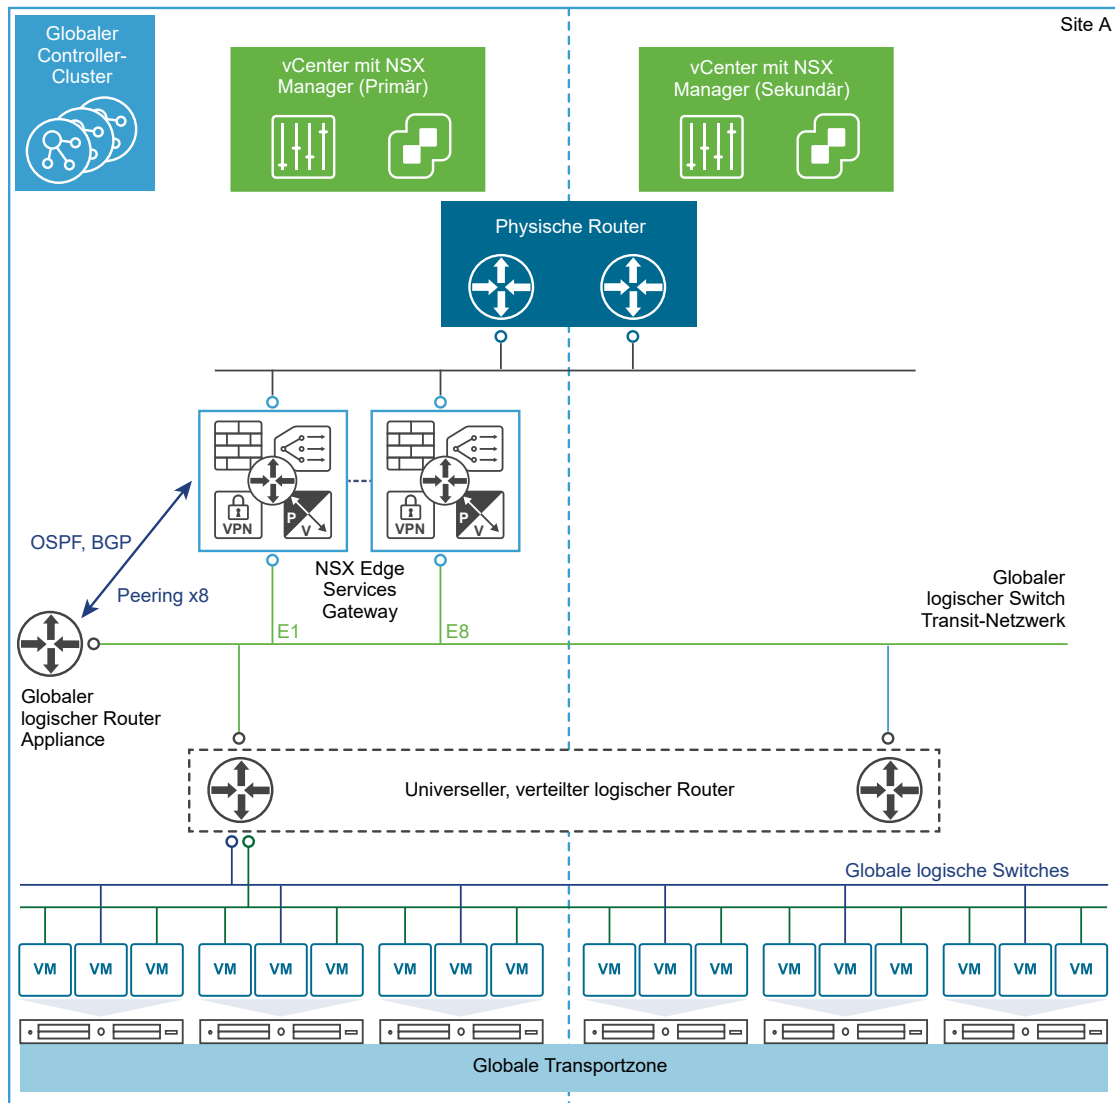 Site A
Globaler
Controller-
Cluster
vCenter mit NSX
Manager (Primär)
vCenter mit NSX
Manager (Sekundär)
Physische Router
VPN
P
V
VPN
P
V
OSPF, BGP
Peering x8
NSX Edge
Services
Gateway
E1
E8
Globaler
logischer Switch
Transit-Netzwerk
Globaler
logischer Router
Appliance
Universeller, verteilter logischer Router
Globale logische Switches
VM VM VM VM VM VM VM VM VM VM VM VM VM VM VM VM VM VM
Globale Transportzone